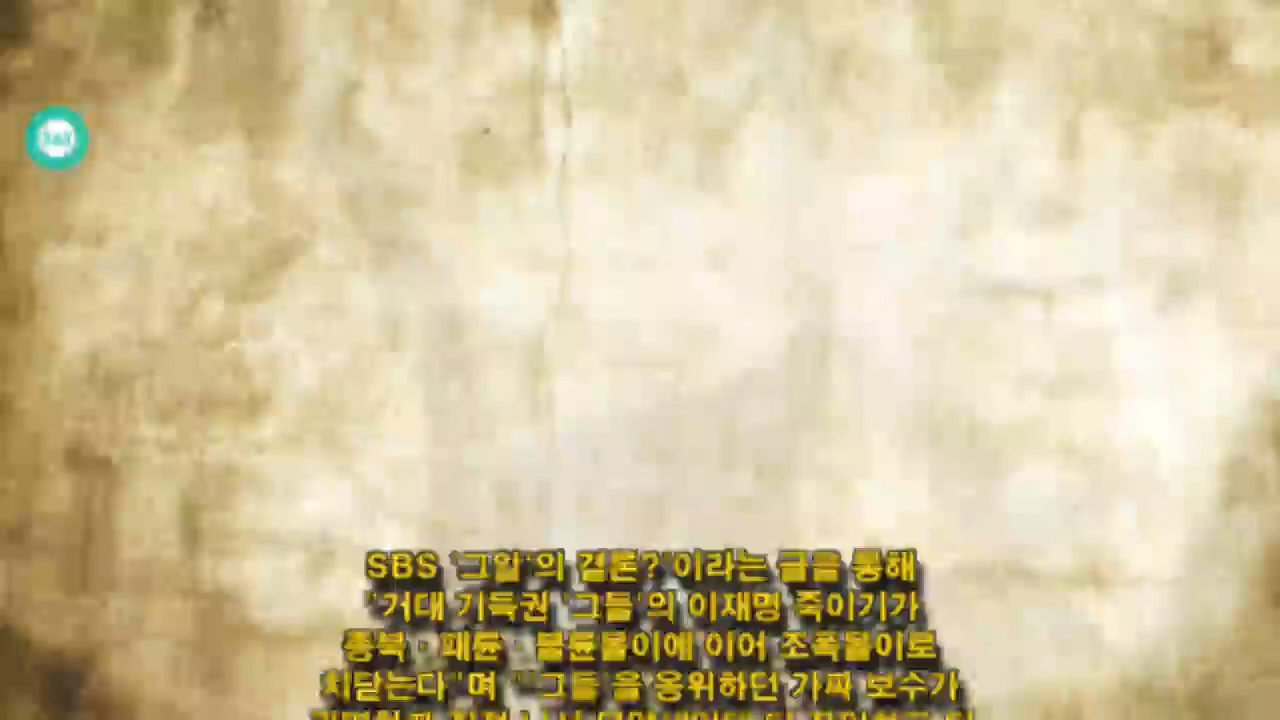 SBS '그알'의 결론?'이라는 글을 통해
'거대 기득권 '그들'의 이재명 죽이기가
종북·패륜·불륜몰이에 이어 조폭몰이로
치닫는다"며 "'그들'을 옹위하던 가짜 보수가